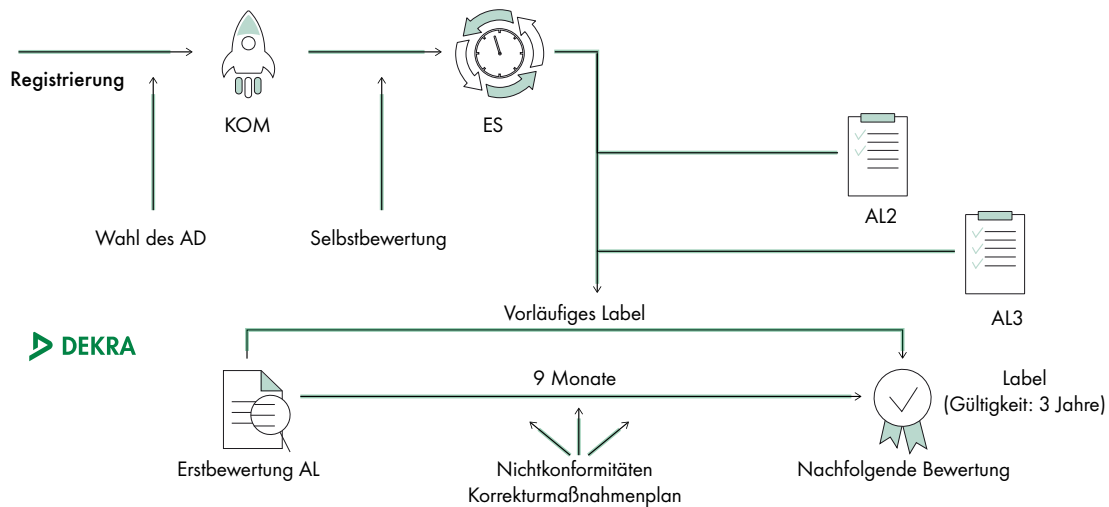 Registrierung
KOM
ES
Wahl des AD
Selbstbewertung
AL2
AL3
Vorläufiges Label
DEKRA
9 Monate
Label
(Gültigkeit: 3 Jahre)
Erstbewertung AL
Nichtkonformitäten
Korrekturmaßnahmenplan
Nachfolgende Bewertung